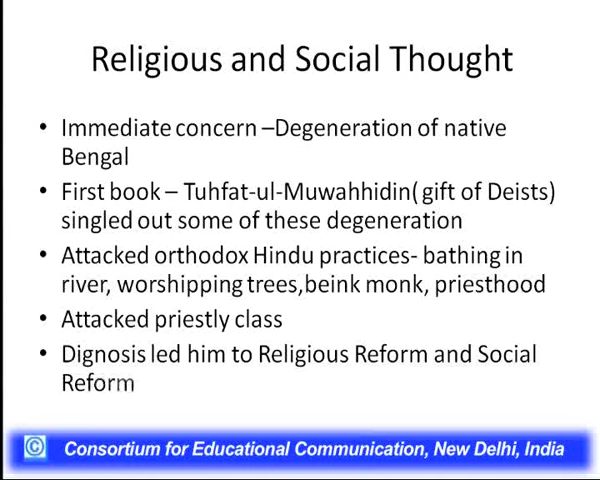 Religious and Social Thought
• Immediate concern –Degeneration of native
Bengal
• First book – Tuhfat-ul-Muwahhidin( gift of Deists)
singled out some of these degeneration
• Attacked orthodox Hindu practices- bathing in
river, worshipping trees,beink monk, priesthood
• Attacked priestly class
• Dignosis led him to Religious Reform and Social
Reform
© Consortium for Educational Communication, New Delhi, India